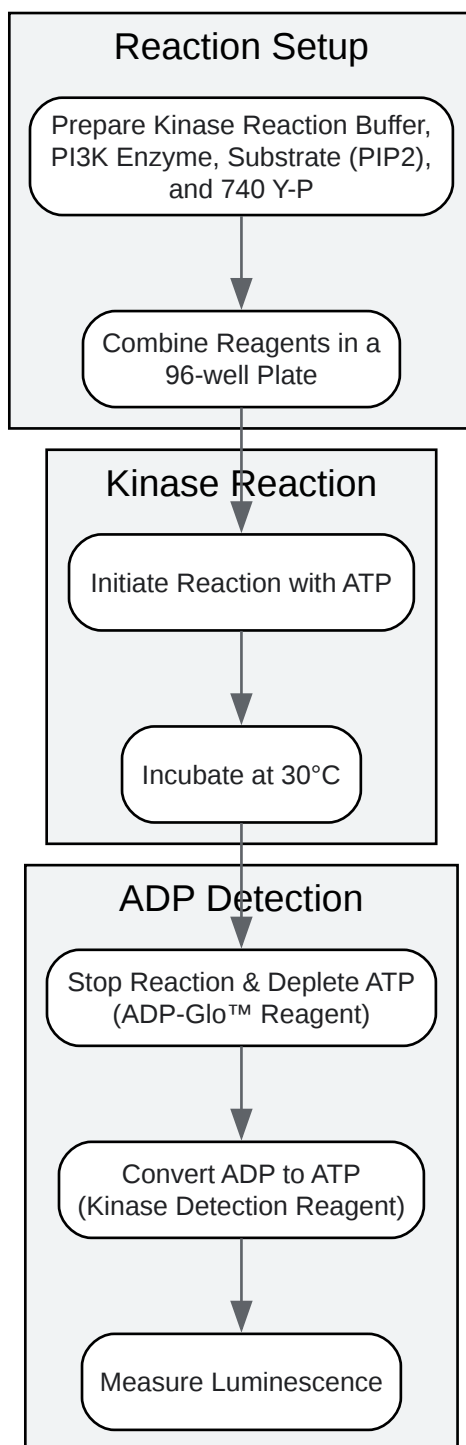 Reaction Setup
Prepare Kinase Reaction Buffer,
PI3K Enzyme, Substrate (PIP2),
and 740 Y-P
Combine Reagents in a
96-well Plate
Kinase Reaction
Initiate Reaction with ATP
Incubate at 30°C
ADP Detection
Stop Reaction & Deplete ATP
(ADP-Glo™ Reagent)
Convert ADP to ATP
(Kinase Detection Reagent)
Measure Luminescence